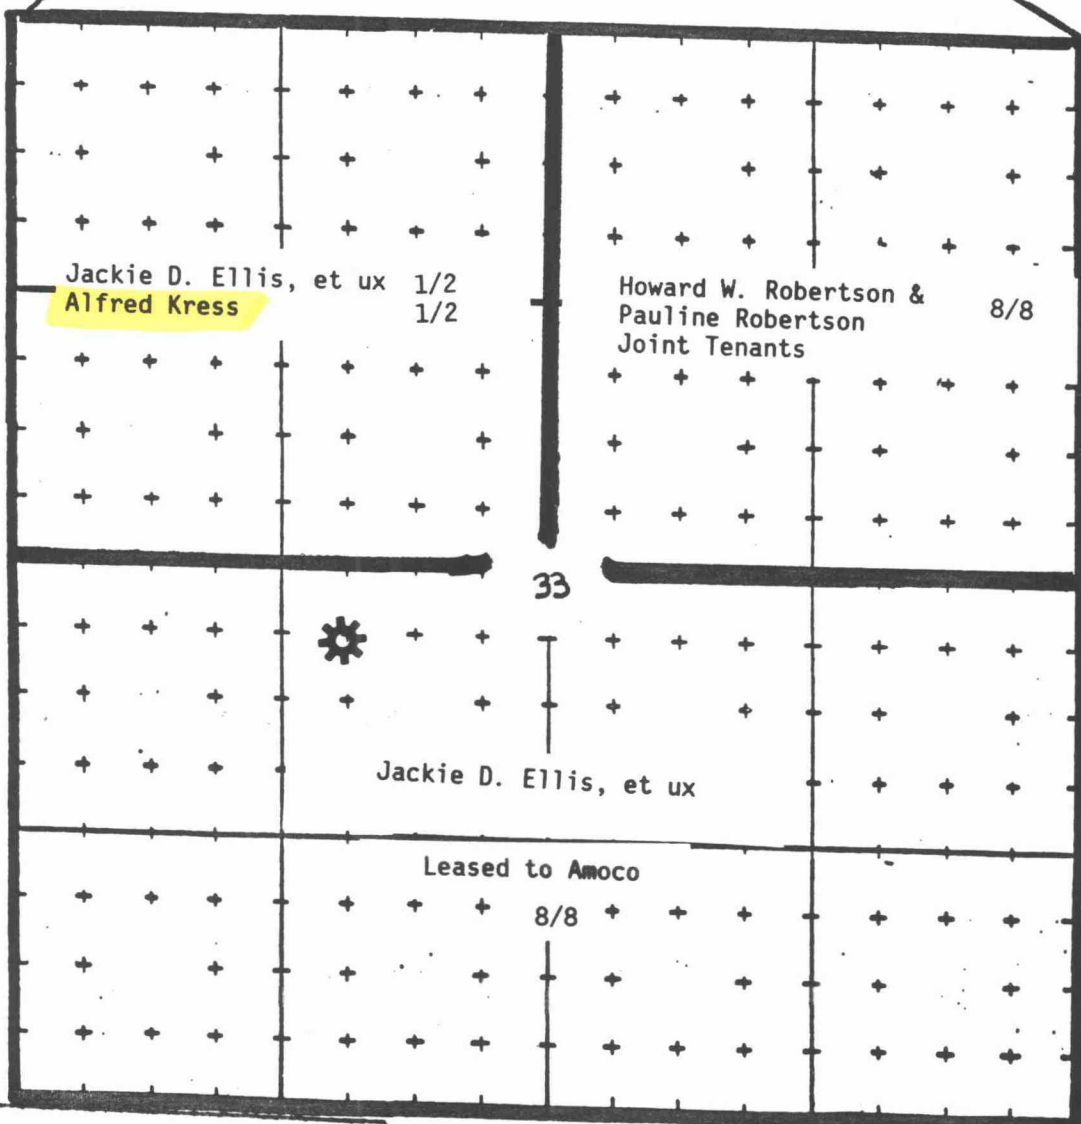 Jackie D. Ellis, et ux 1/2
Alfred Kress 1/2
Howard W. Robertson &
Pauline Robertson 8/8
Joint Tenants
33
Jackie D. Ellis, et ux
Leased to Amoco
8/8